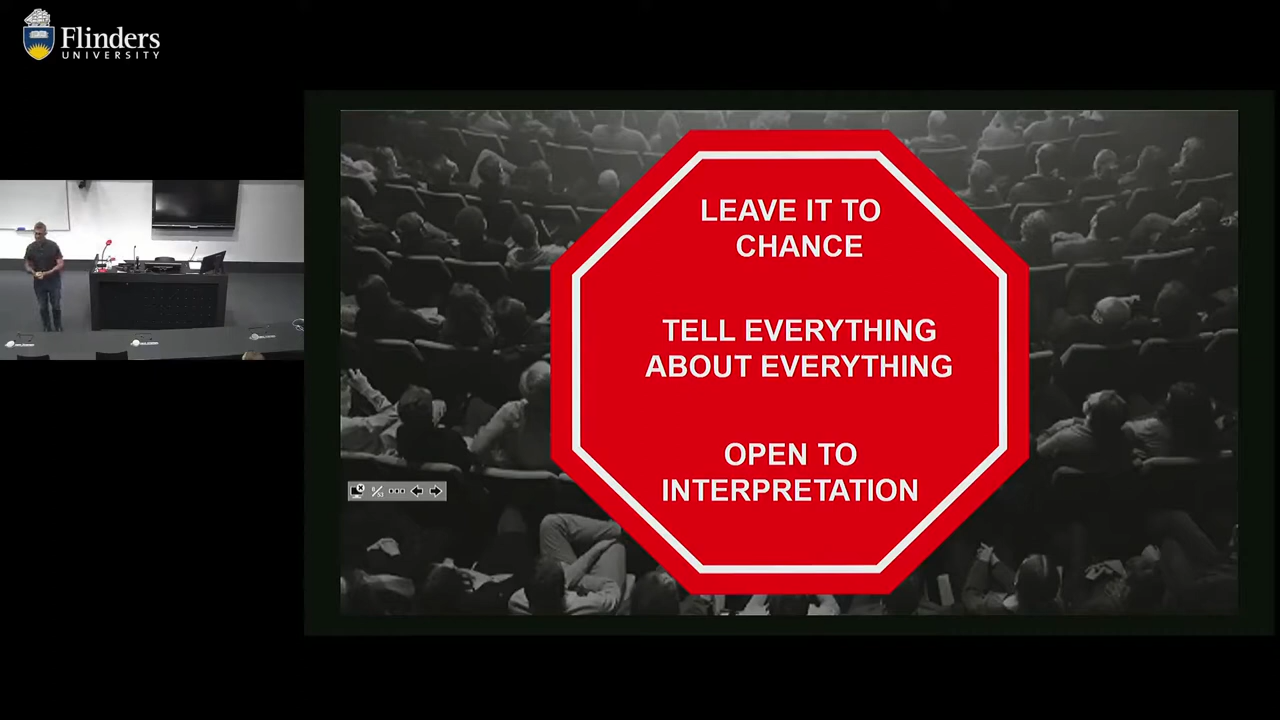 Flinders
UNIVERSITY
LEAVE IT TO
CHANCE
TELL EVERYTHING
ABOUT EVERYTHING
OPEN TO
INTERPRETATION